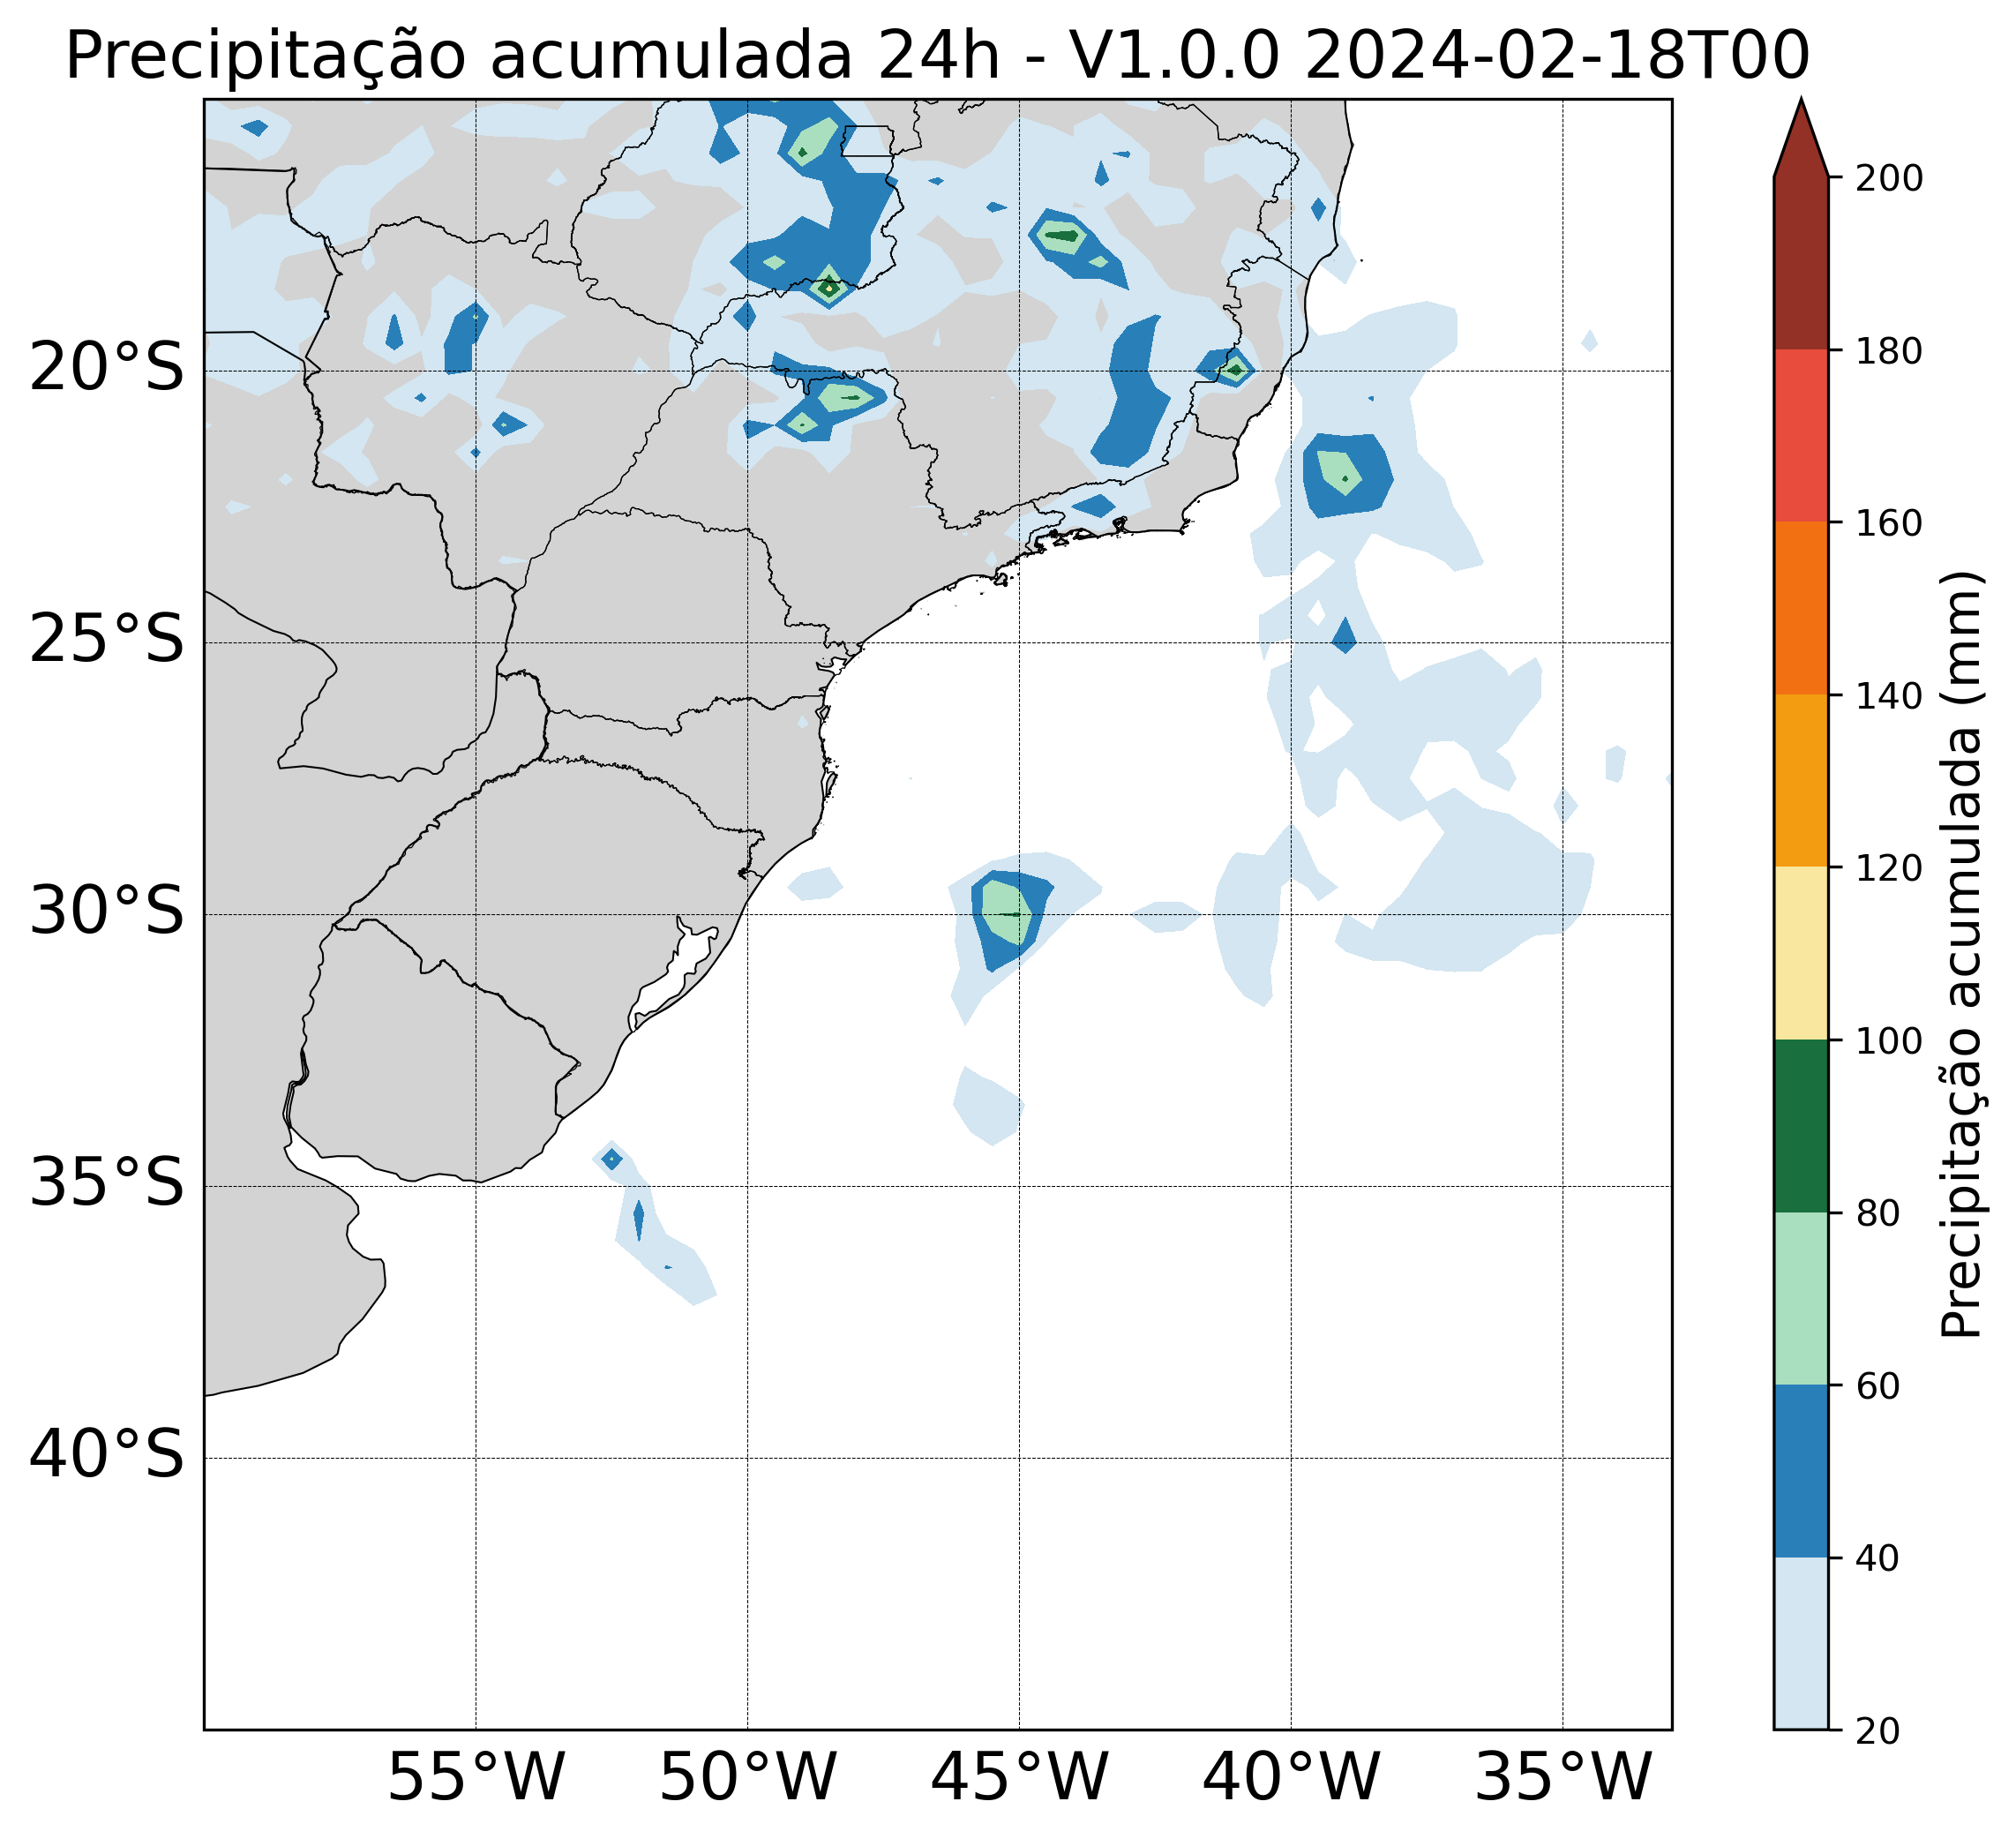 Precipitação acumulada 24h - V1.0.0 2024-02-18T00
20°S
25°S
30°S
35°S
40°S
55°W 50°W 45°W 40°W 35°W
200
180
160
140
120
100
80
60
40
20
Precipitação acumulada (mm)